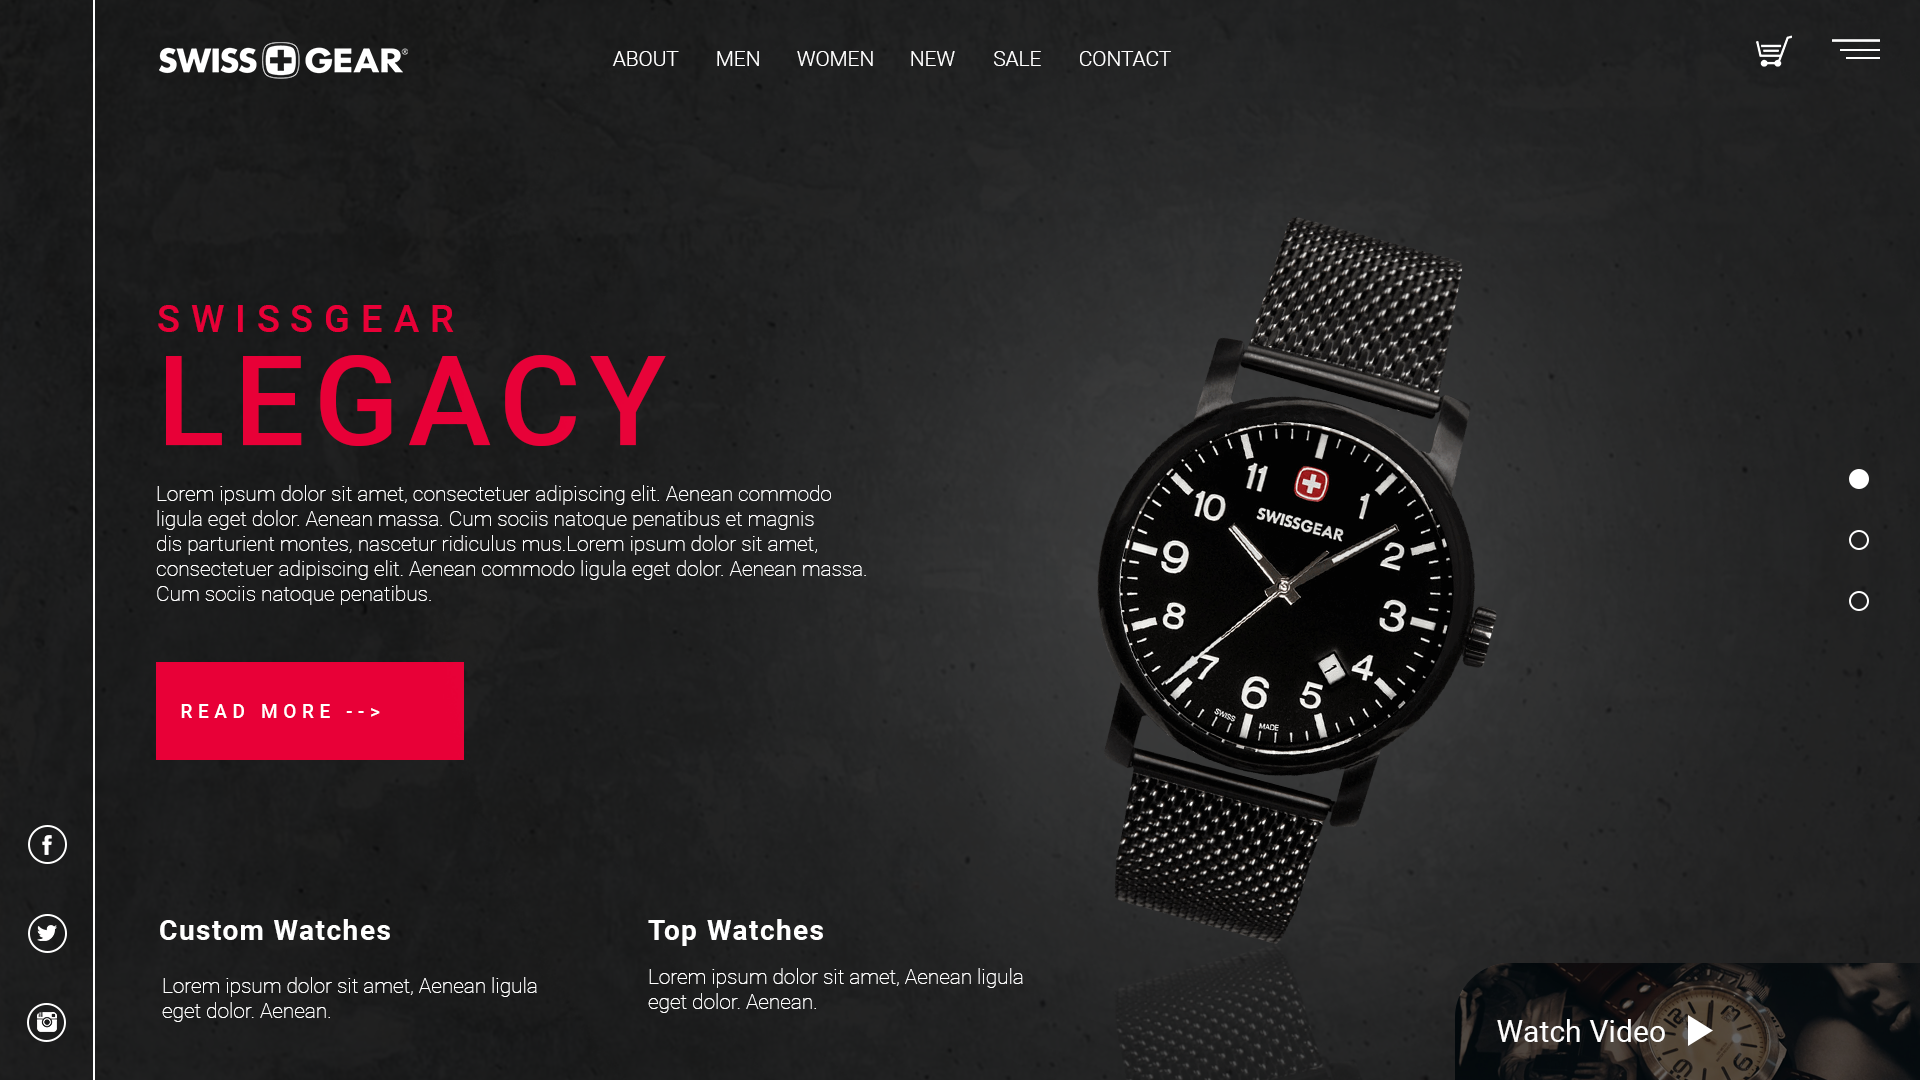 SWISS GEAR®
ABOUT MEN WOMEN NEW SALE CONTACT
SWISSGEAR
LEGACY
Lorem ipsum dolor sit amet, consectetuer adipiscing elit. Aenean commodo
ligula eget dolor. Aenean massa. Cum sociis natoque penatibus et magnis
dis parturient montes, nascetur ridiculus mus.Lorem ipsum dolor sit amet,
consectetuer adipiscing elit. Aenean commodo ligula eget dolor. Aenean massa.
Cum sociis natoque penatibus.
READ MORE -->
11
1
10
SWISSGEAR
2
9
3
8
7
4
1
6
5
SWISS MADE
Custom Watches
Lorem ipsum dolor sit amet, Aenean ligula
eget dolor. Aenean.
Top Watches
Lorem ipsum dolor sit amet, Aenean ligula
eget dolor. Aenean.
Watch Video